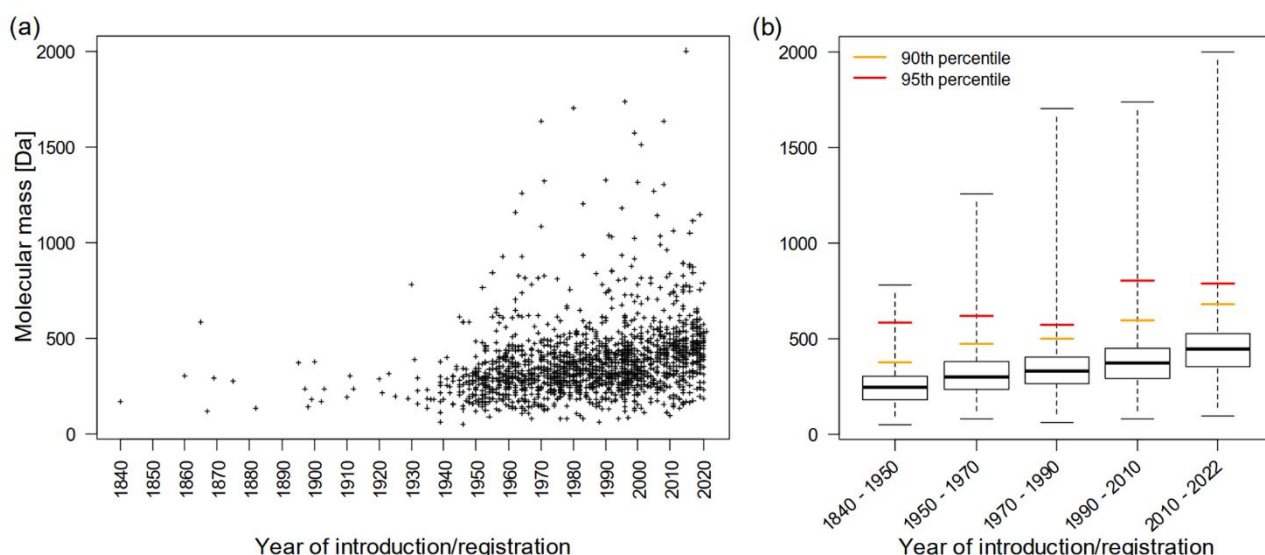 (a)
2000
1500
1000
500
0
Molecular mass [Da]
1840
1850
1860
1870
1880
1890
1900
1910
1920
1930
1940
1950
1960
1970
1980
1990
2000
2010
2020
Year of introduction/registration
(b)
90th percentile
95th percentile
2000
1500
1000
500
0
1840 - 1950
1950 - 1970
1970 - 1990
1990 - 2010
2010 - 2022
Year of introduction/registration